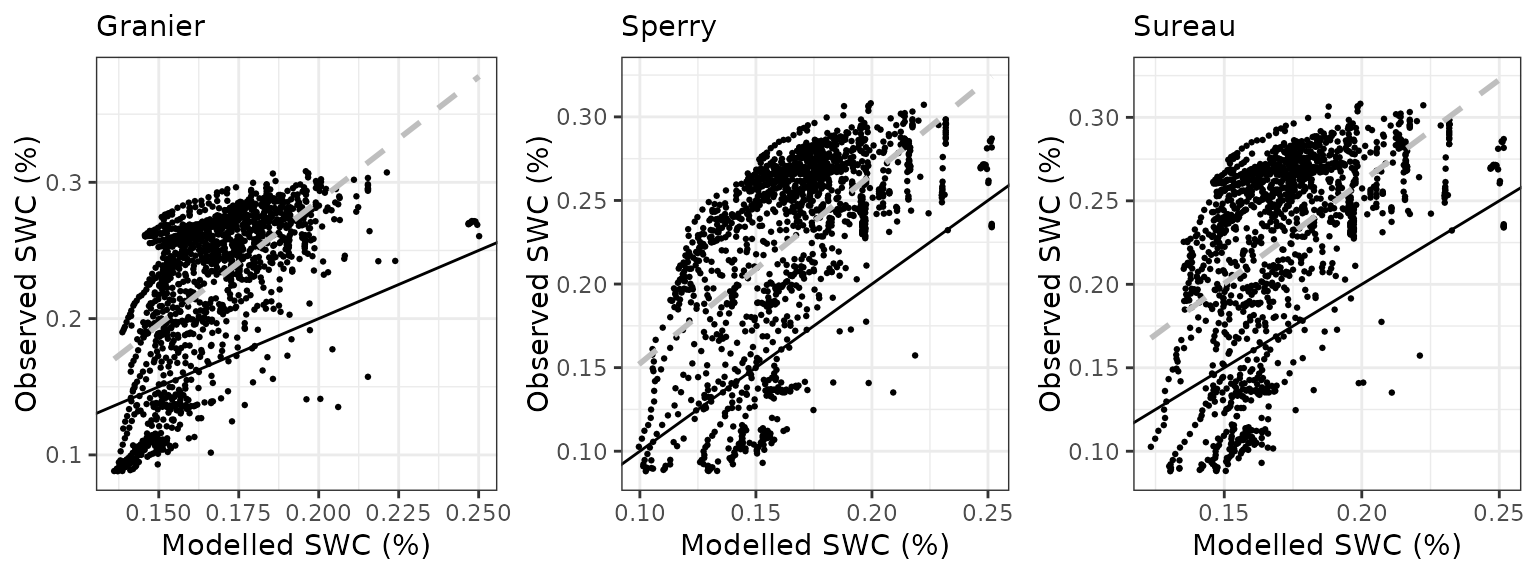 Granier
Observed SWC (%)
0.3
0.2
0.1
0.150 0.175 0.200 0.225 0.250
Modelled SWC (%)
Sperry
Observed SWC (%)
0.30
0.25
0.20
0.15
0.10
0.10 0.15 0.20 0.25
Modelled SWC (%)
Sureau
Observed SWC (%)
0.30
0.25
0.20
0.15
0.10
0.15 0.20 0.25
Modelled SWC (%)